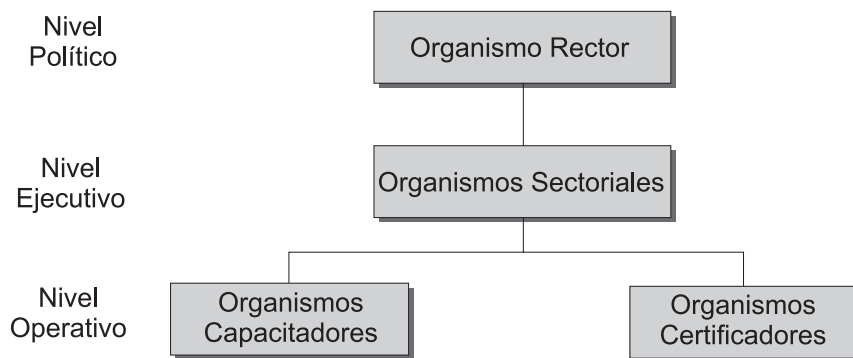 Nivel
Político
Organismo Rector
Nivel
Ejecutivo
Organismos Sectoriales
Nivel
Operativo
Organismos
Capacitadores
Organismos
Certificadores